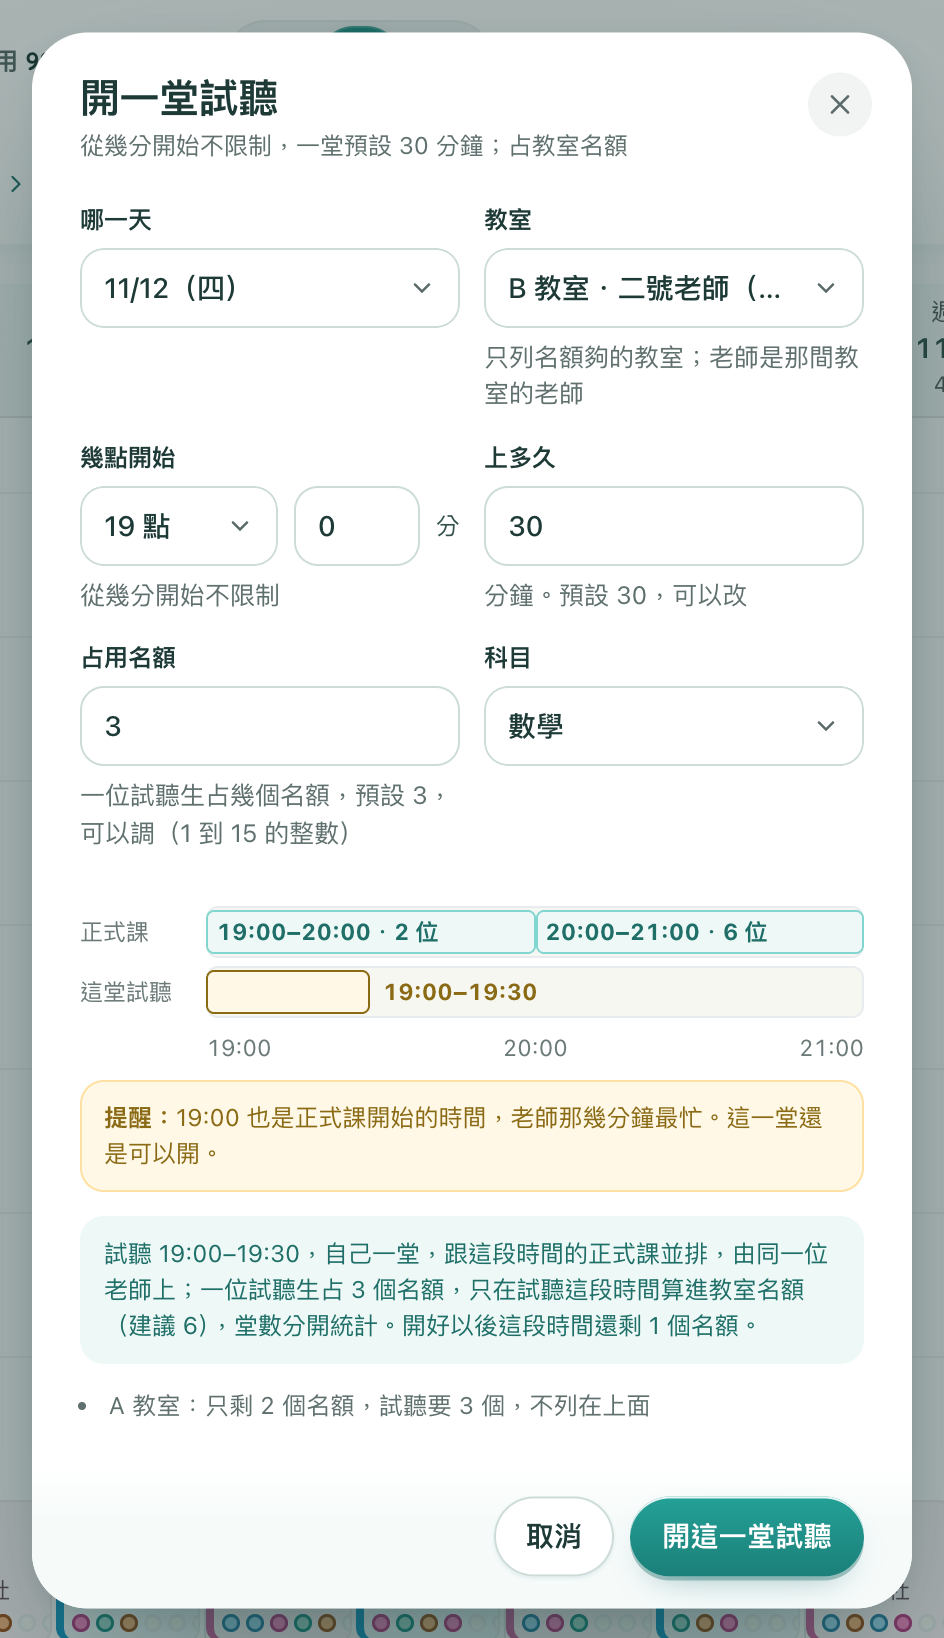 用 9
開一堂試聽
從幾分開始不限制，一堂預設 30 分鐘；占教室名額
哪一天
教室
11/12（四）
B 教室・二號老師（...
只列名額夠的教室；老師是那間教
室的老師
11
4
幾點開始
上多久
19 點
0
分
30
從幾分開始不限制
分鐘。預設 30，可以改
占用名額
科目
3
數學
一位試聽生占幾個名額，預設 3，
可以調（1 到 15 的整數）
正式課
19:00–20:00 · 2 位
20:00–21:00 · 6 位
這堂試聽
19:00–19:30
19:00
20:00
21:00
提醒：19:00 也是正式課開始的時間，老師那幾分鐘最忙。這一堂還
是可以開。
試聽 19:00–19:30，自己一堂，跟這段時間的正式課並排，由同一位
老師上；一位試聽生占 3 個名額，只在試聽這段時間算進教室名額
（建議 6），堂數分開統計。開好以後這段時間還剩 1 個名額。
• A 教室：只剩 2 個名額，試聽要 3 個，不列在上面
取消
開這一堂試聽